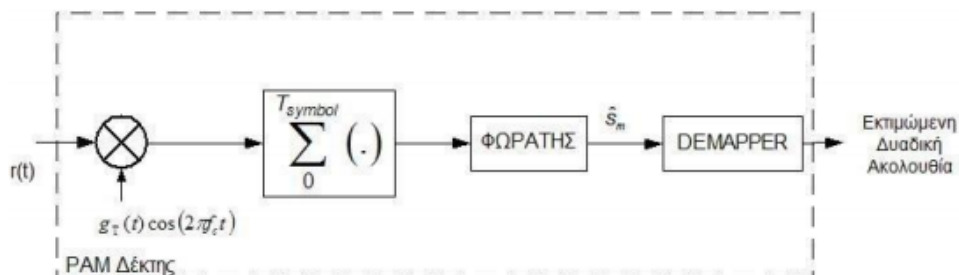 r(t)
g_T(t)cos(2πf_c t)
T_symbol
∑ (.)
0
ΦΩΡΑΤΗΣ
ŝ_m
DEMAPPER
Εκτιμώμενη
Δυαδική
Ακολουθία
PAM Δέκτης